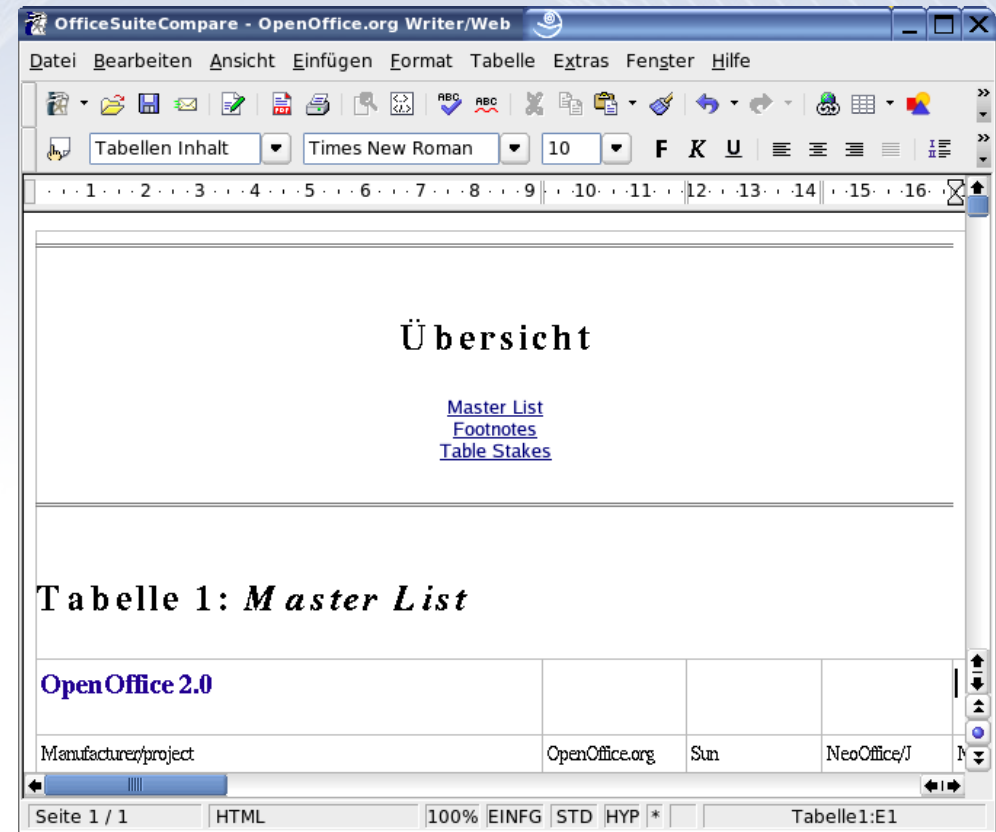 OfficeSuiteCompare - OpenOffice.org Writer/Web
Datei Bearbeiten Ansicht Einfügen Format Tabelle Extras Fenster Hilfe
Tabellen Inhalt Times New Roman 10 F K U
1 2 3 4 5 6 7 8 9 10 11 12 13 14 15 16
Übersicht
Master List
Footnotes
Table Stakes
Tabelle 1: Master List
OpenOffice 2.0
Manufacturer/project OpenOffice.org Sun NeoOffice/J
Seite 1 / 1 HTML 100% EINFG STD HYP * Tabelle1:E1